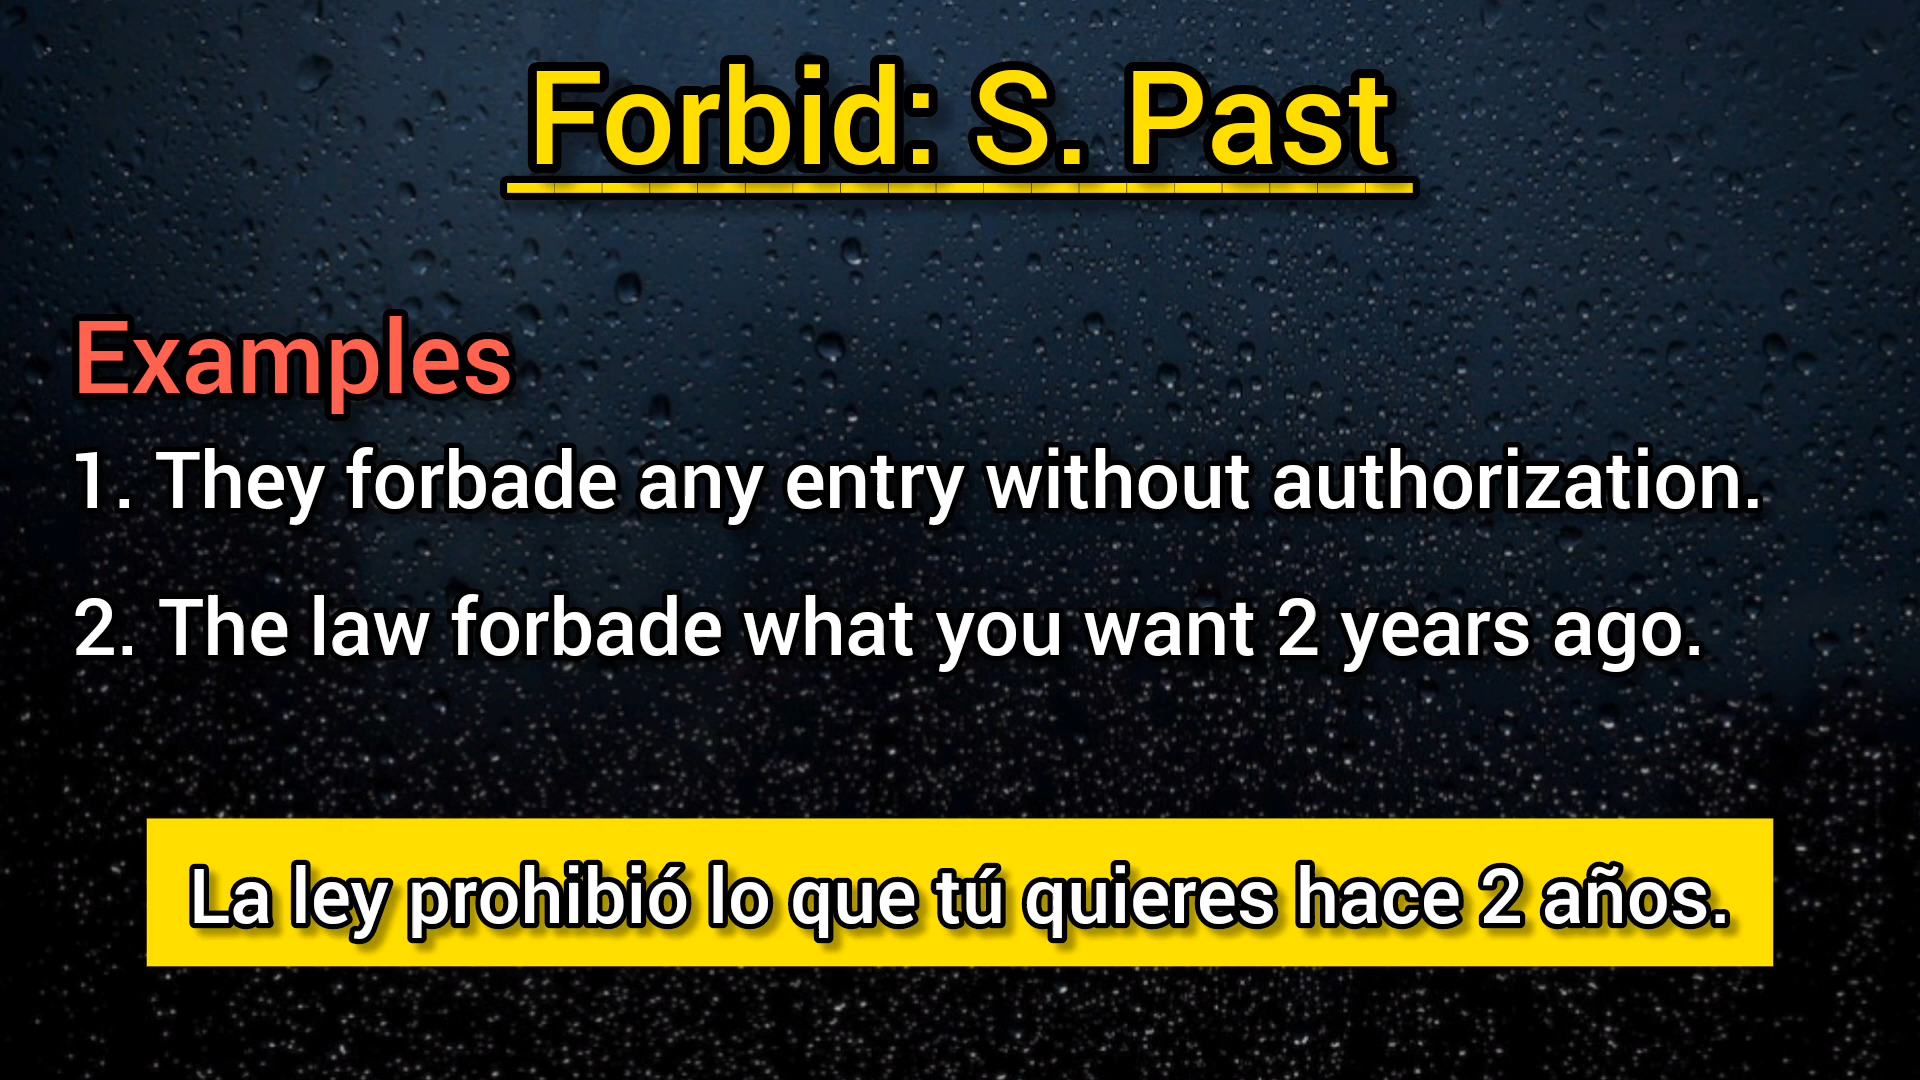 Forbid: S. Past
Examples
1. They forbade any entry without authorization.
2. The law forbade what you want 2 years ago.
La ley prohibió lo que tú quieres hace 2 años.